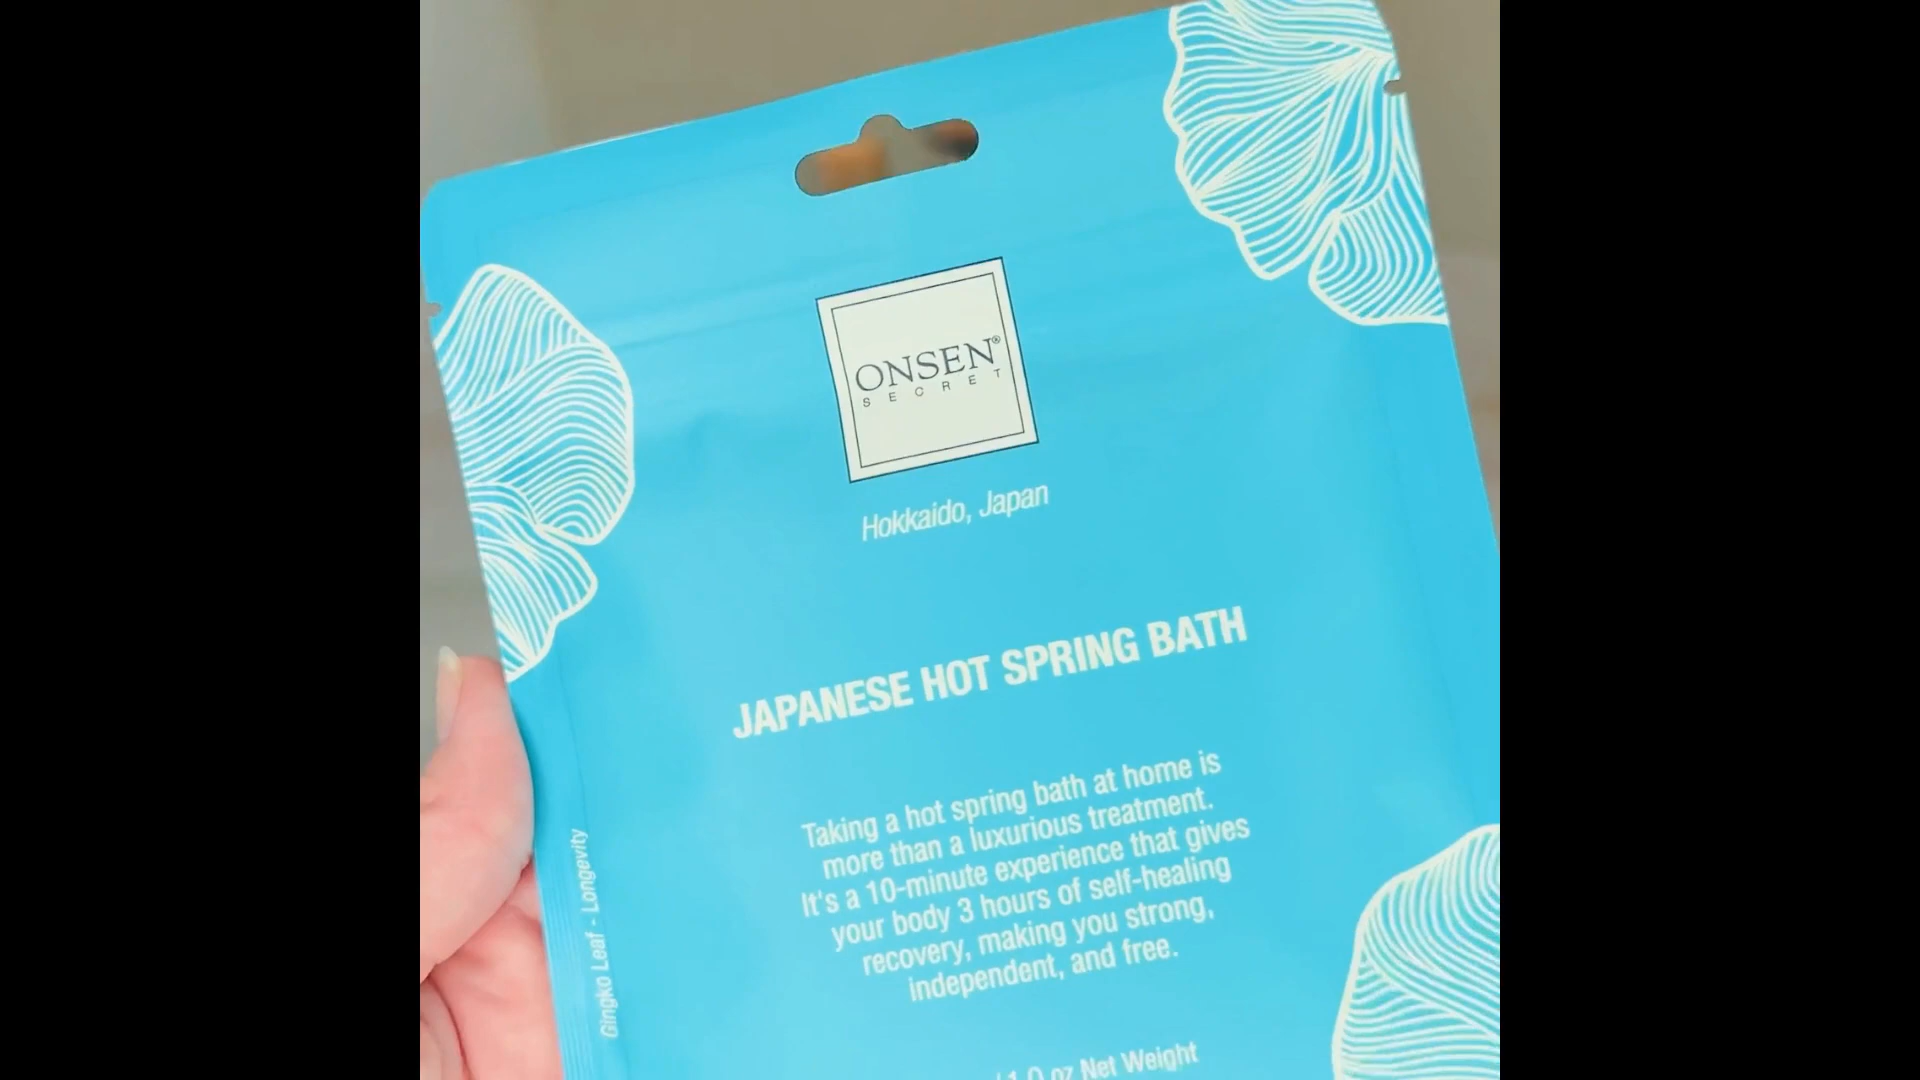 ONSEN®
SECRET
Hokkaido, Japan
JAPANESE HOT SPRING BATH
Taking a hot spring bath at home is
more than a luxurious treatment.
It's a 10-minute experience that gives
your body 3 hours of self-healing
recovery, making you strong,
independent, and free.
Gingko Leaf - Longevity
/ 1.0 oz Net Weight